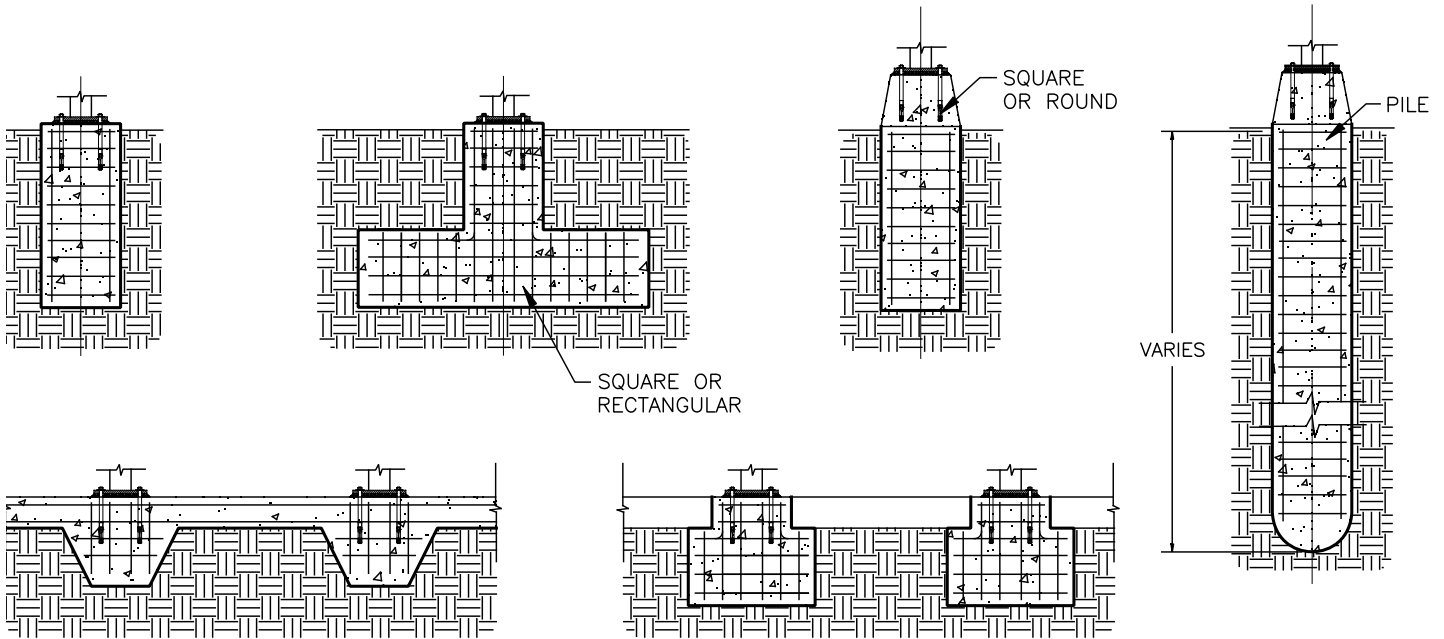 SQUARE
OR ROUND
PILE
VARIES
SQUARE OR
RECTANGULAR